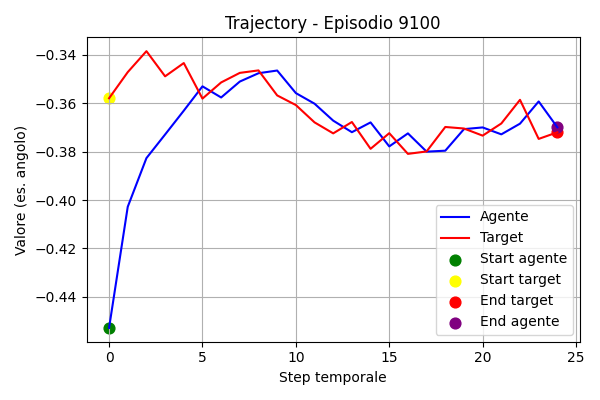 Trajectory - Episodio 9100
Valore (es. angolo)
−0.34
−0.36
−0.38
−0.40
−0.42
−0.44
Agente
Target
Start agente
Start target
End target
End agente
0 5 10 15 20 25
Step temporale